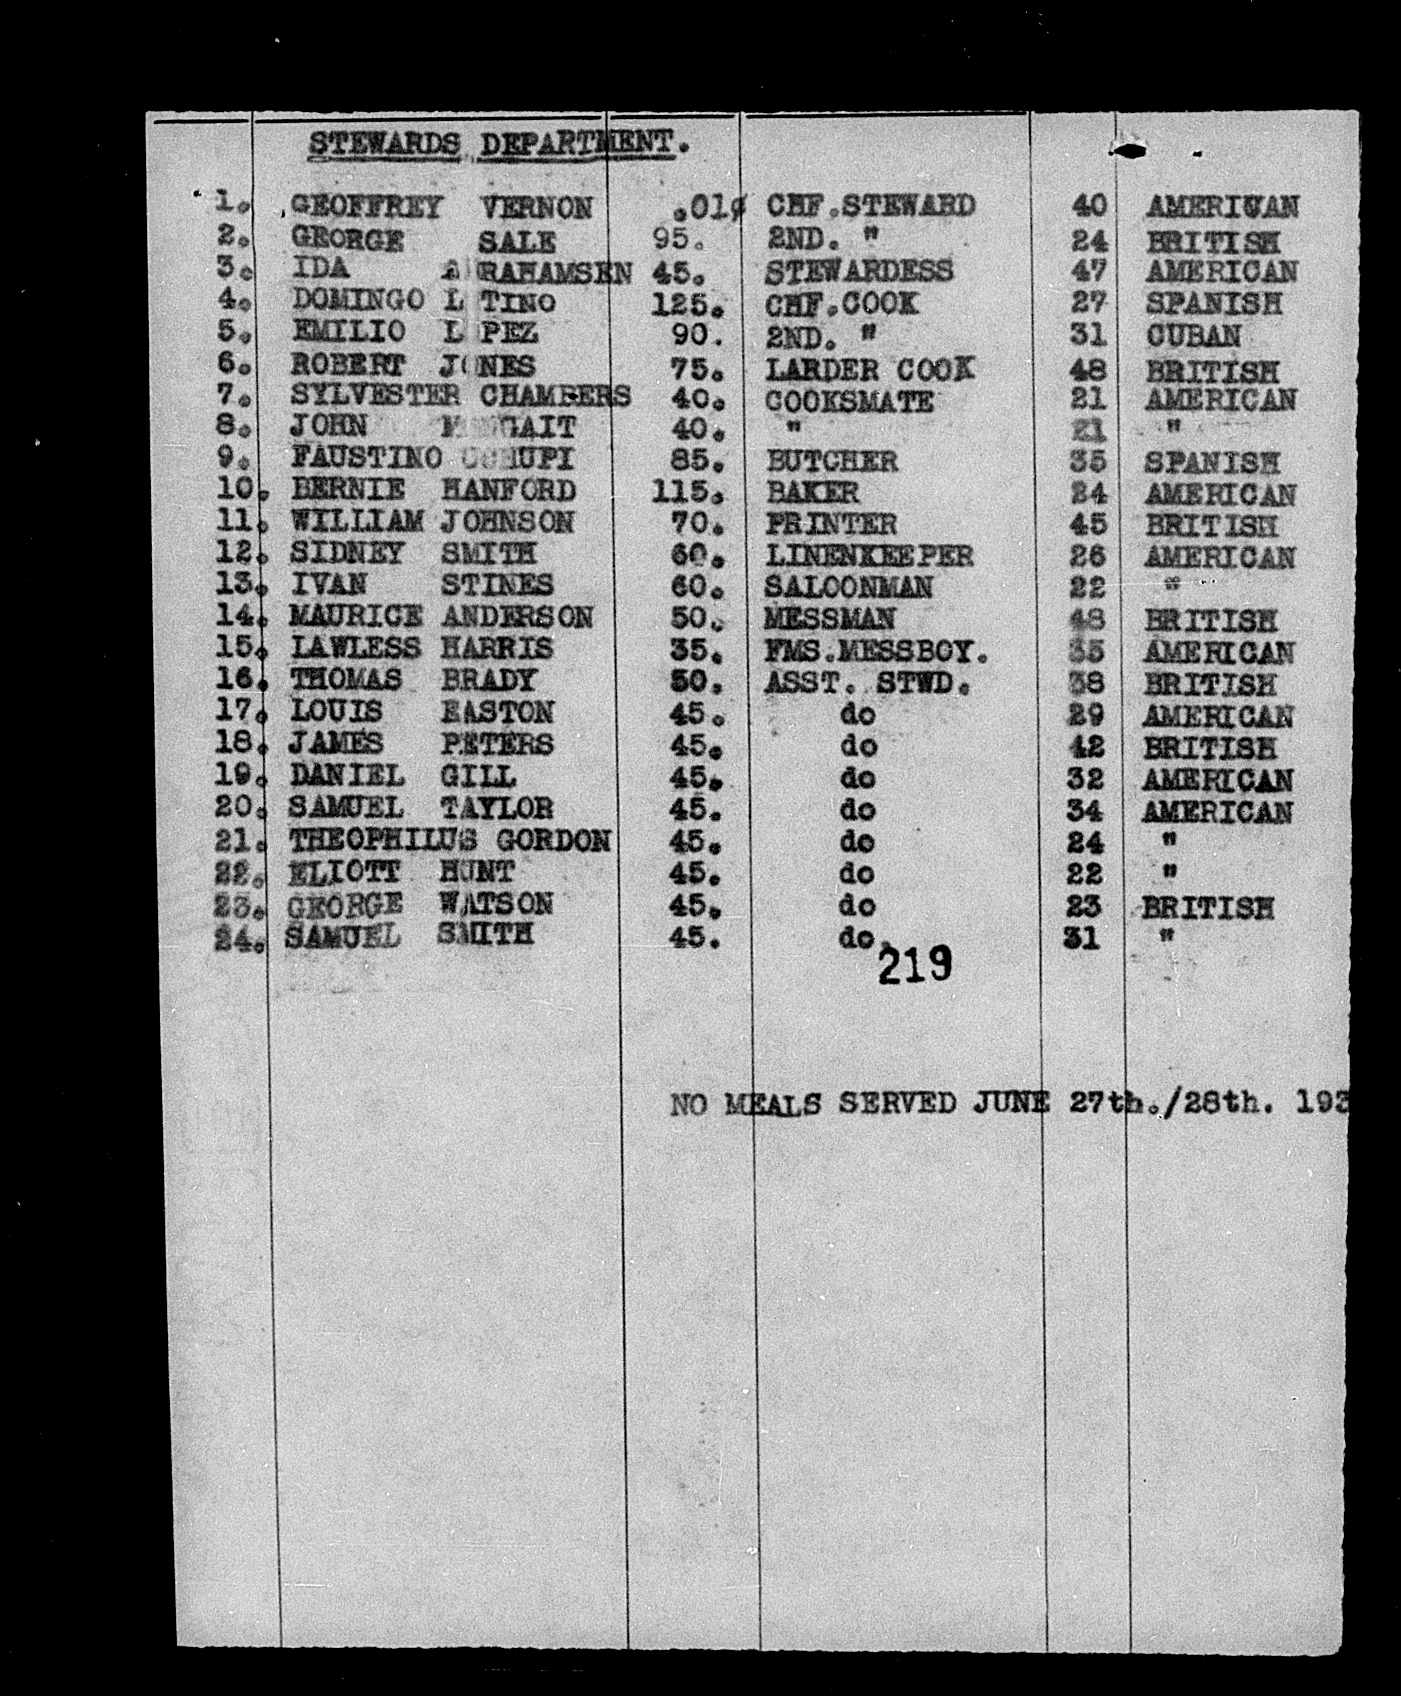 STEWARDS DEPARTMENT.
1. GEOFFREY VERNON .01¢ CHF.STEWARD 40 AMERICAN
2. GEORGE SALE 95. 2ND. " 24 BRITISH
3. IDA ABRAHAMSEN 45. STEWARDESS 47 AMERICAN
4. DOMINGO L TINO 125. CHF.COOK 27 SPANISH
5. EMILIO L PEZ 90. 2ND. " 31 CUBAN
6. ROBERT JONES 75. LARDER COOK 48 BRITISH
7. SYLVESTER CHAMBERS 40. COOKSMATE 21 AMERICAN
8. JOHN 40. " 21 "
9. FAUSTINO 85. BUTCHER 35 SPANISH
10. BERNIE HANFORD 115. BAKER 24 AMERICAN
11. WILLIAM JOHNSON 70. PRINTER 45 BRITISH
12. SIDNEY SMITH 60. LINENKEEPER 26 AMERICAN
13. IVAN STINES 60. SALOONMAN 22 "
14. MAURICE ANDERSON 50. MESSMAN 48 BRITISH
15. LAWLESS HARRIS 35. FMS.MESSBOY. 35 AMERICAN
16. THOMAS BRADY 50. ASST. STWD. 38 BRITISH
17. LOUIS EASTON 45. do 29 AMERICAN
18. JAMES PETERS 45. do 42 BRITISH
19. DANIEL GILL 45. do 32 AMERICAN
20. SAMUEL TAYLOR 45. do 34 AMERICAN
21. THEOPHILUS GORDON 45. do 24 "
22. ELIOTT HUNT 45. do 22 "
23. GEORGE WATSON 45. do 23 BRITISH
24. SAMUEL SMITH 45. do. 31 "
219
NO MEALS SERVED JUNE 27th./28th. 193